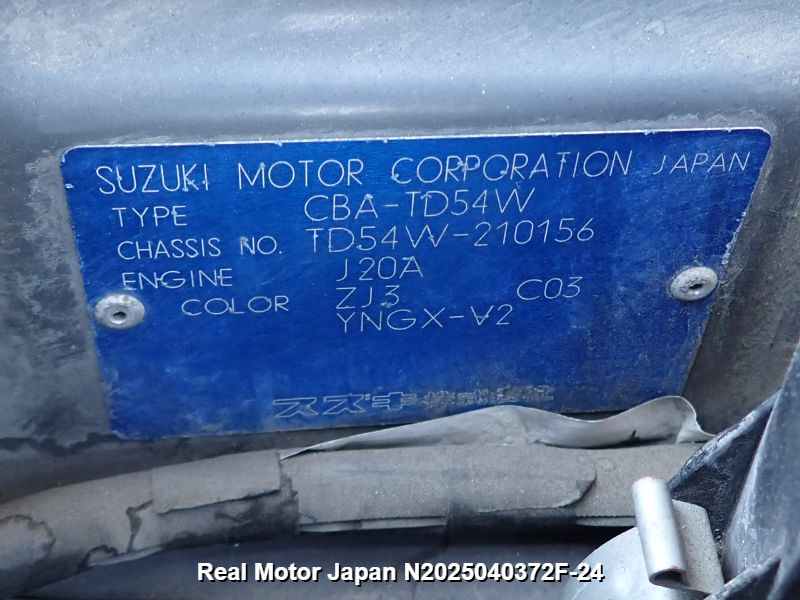 SUZUKI MOTOR CORPORATION JAPAN
TYPE CBA-TD54W
CHASSIS NO. TD54W-210156
ENGINE J20A
COLOR ZJ3 C03
YNGX-V2
スズキ株式会社
Real Motor Japan N2025040372F-24